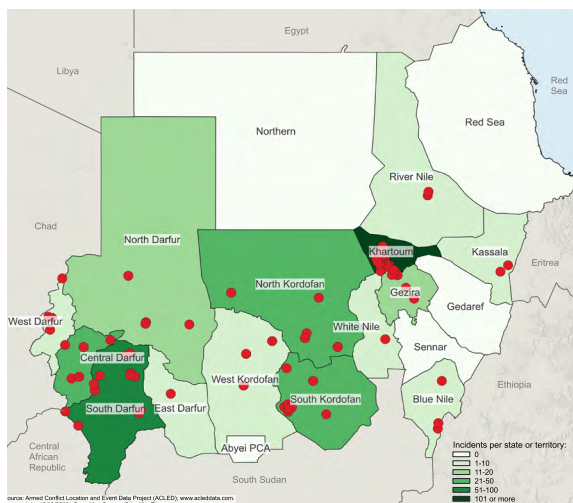 Egypt
Libya
Red
Sea
Red Sea
Northern
River Nile
Chad
North Darfur
Khartoum
Kassala
Eritrea
North Kordofan
Gezira
Gedaref
West Darfur
White Nile
Sennar
Central Darfur
West Kordofan
South Kordofan
Ethiopia
Blue Nile
South Darfur
East Darfur
Central
African
Republic
Abyei PCA
South Sudan
Incidents per state or territory:
0
1-10
11-20
21-50
51-100
101 or more
ource: Armed Conflict Location and Event Data Project (ACLED); www.acleddata.com.